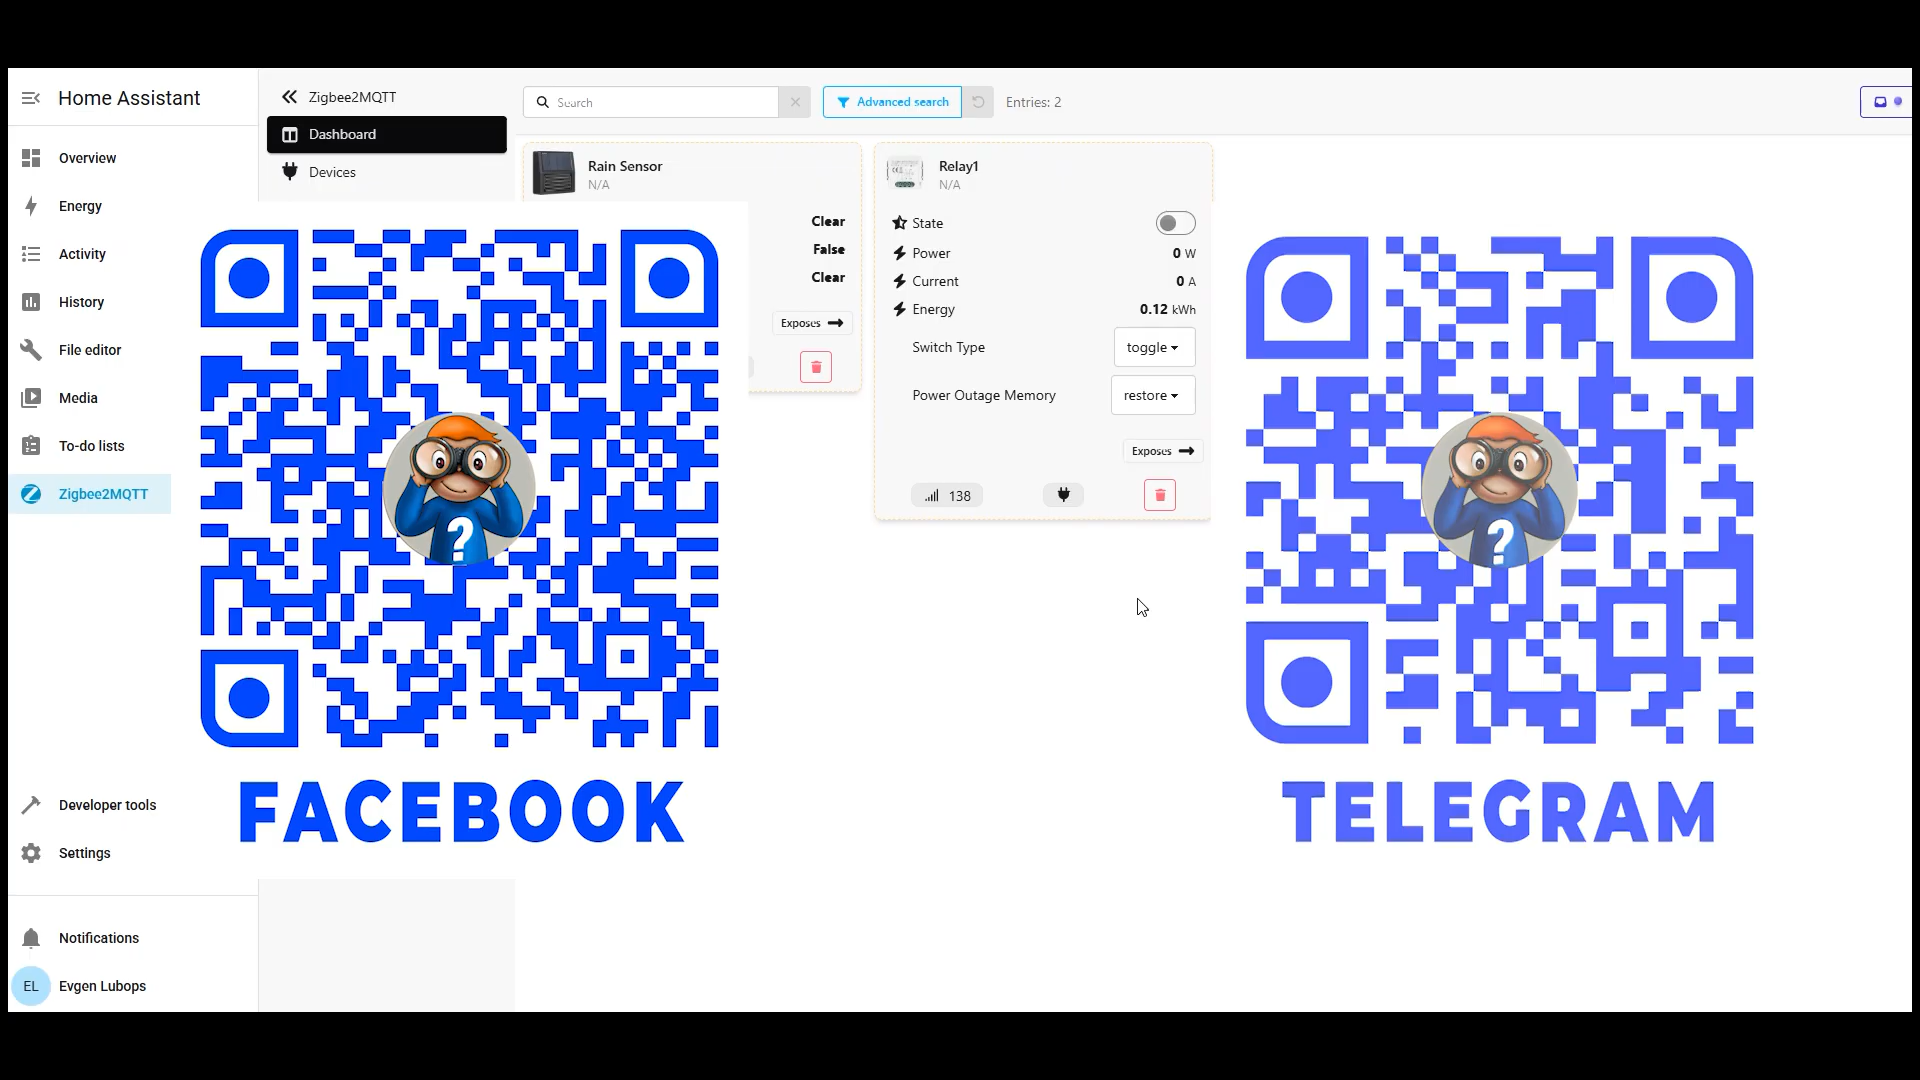 Home Assistant
Overview
Energy
Activity
History
File editor
Media
To-do lists
Zigbee2MQTT
Developer tools
Settings
Notifications
EL Evgen Lubops
Zigbee2MQTT
Dashboard
Devices
Search
Advanced search
Entries: 2
Rain Sensor
N/A
Clear
False
Clear
Exposes
Relay1
N/A
State
Power 0 W
Current 0 A
Energy 0.12 kWh
Switch Type toggle
Power Outage Memory restore
Exposes
138
?
FACEBOOK
?
TELEGRAM